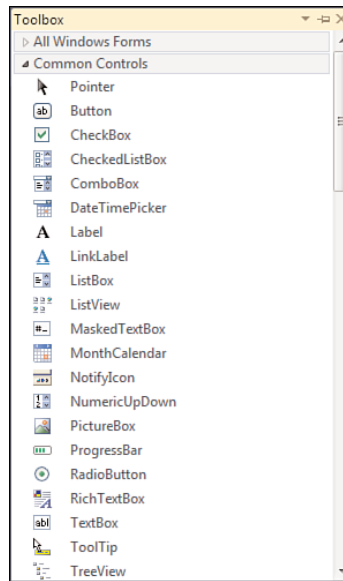 Toolbox
All Windows Forms
Common Controls
Pointer
Button
CheckBox
CheckedListBox
ComboBox
DateTimePicker
A Label
A LinkLabel
ListBox
ListView
#_ MaskedTextBox
MonthCalendar
NotifyIcon
NumericUpDown
PictureBox
ProgressBar
RadioButton
RichTextBox
abl TextBox
ToolTip
TreeView